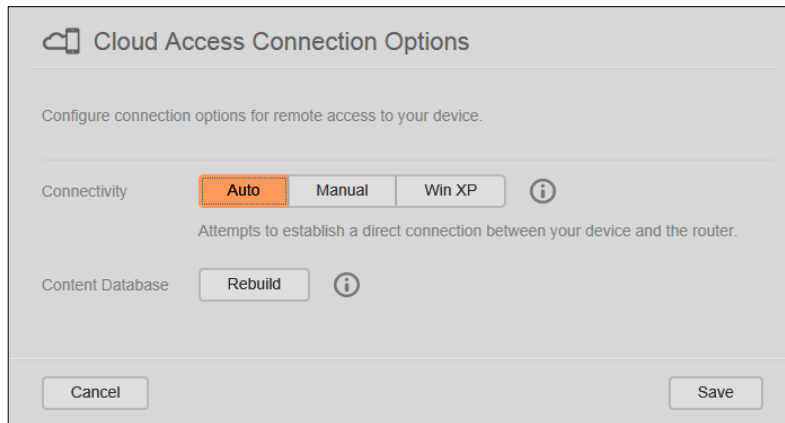 Cloud Access Connection Options
Configure connection options for remote access to your device.
Connectivity Auto Manual Win XP
Attempts to establish a direct connection between your device and the router.
Content Database Rebuild
Cancel Save